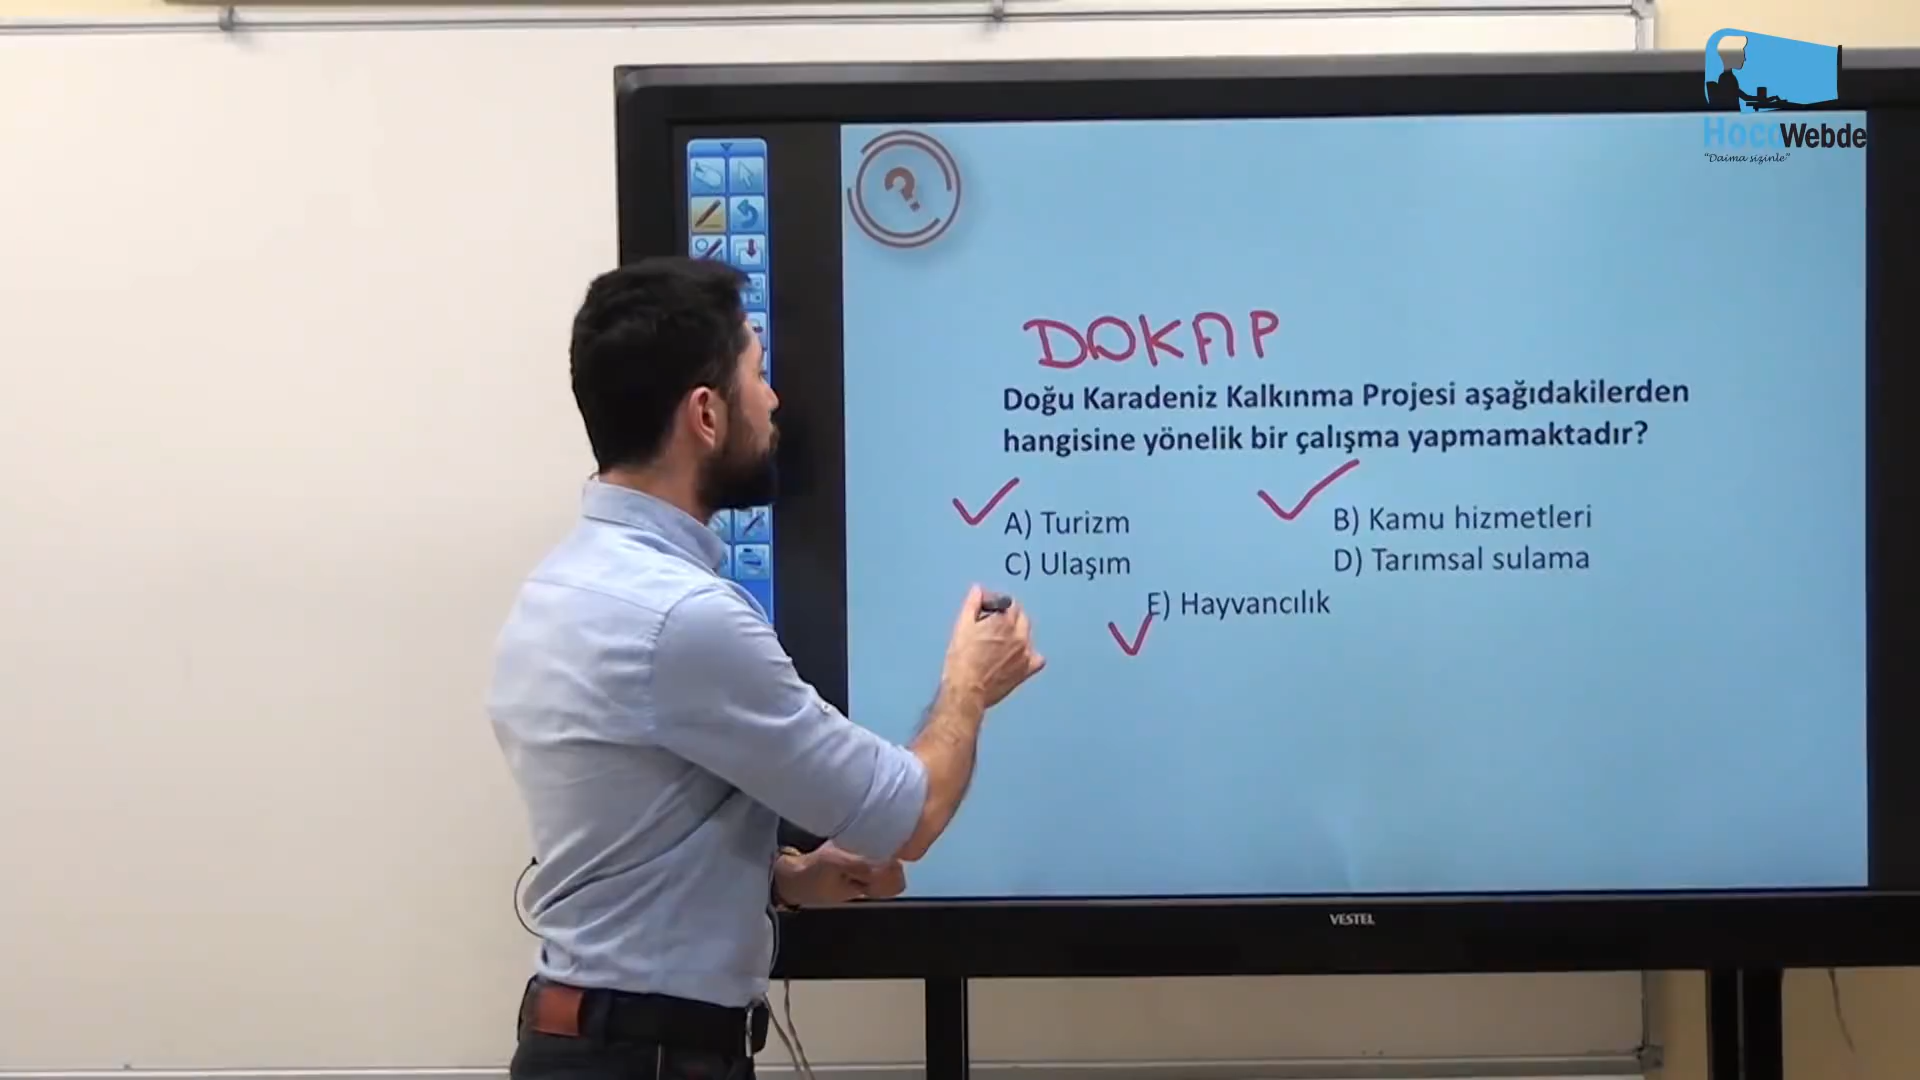 HocaWebde
"Daima sizinle"
?
DOKAP
Doğu Karadeniz Kalkınma Projesi aşağıdakilerden
hangisine yönelik bir çalışma yapmamaktadır?
A) Turizm
B) Kamu hizmetleri
C) Ulaşım
D) Tarımsal sulama
E) Hayvancılık
VESTEL